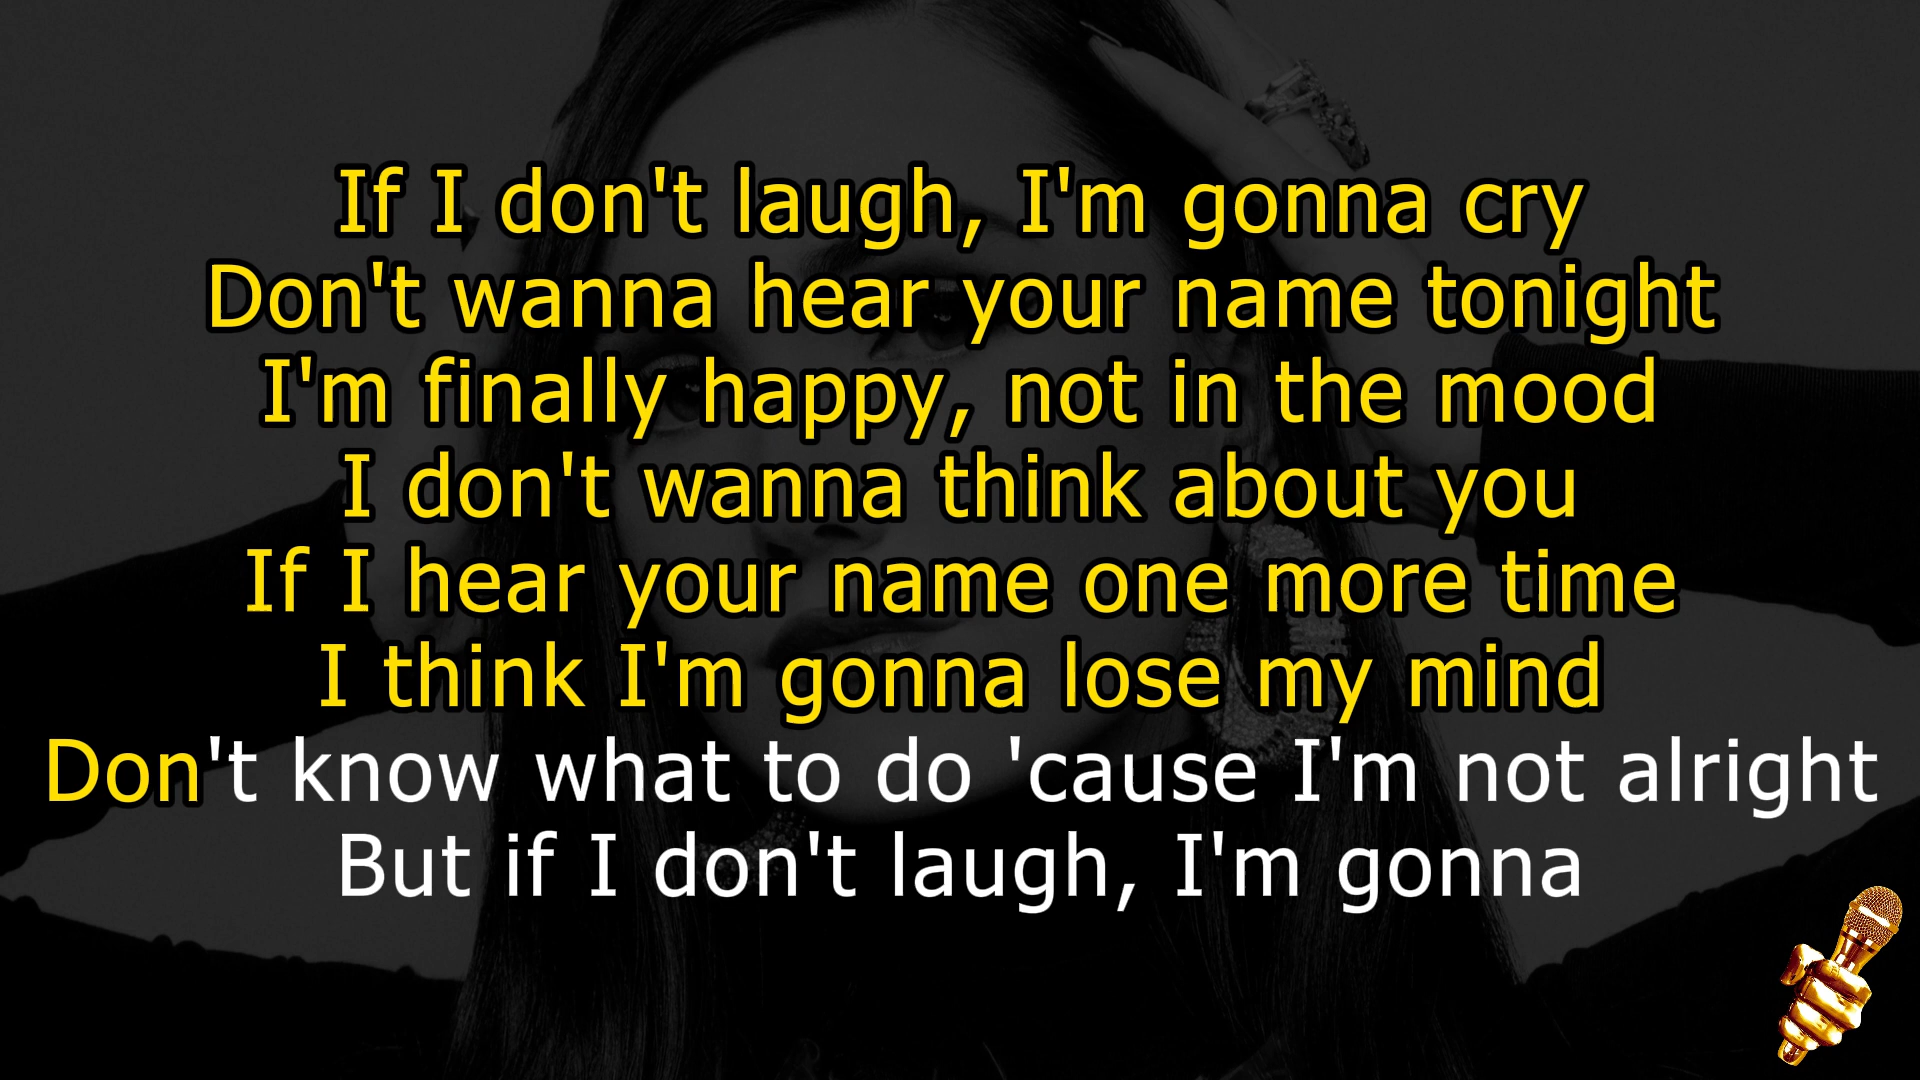 If I don't laugh, I'm gonna cry
Don't wanna hear your name tonight
I'm finally happy, not in the mood
I don't wanna think about you
If I hear your name one more time
I think I'm gonna lose my mind
Don't know what to do 'cause I'm not alright
But if I don't laugh, I'm gonna